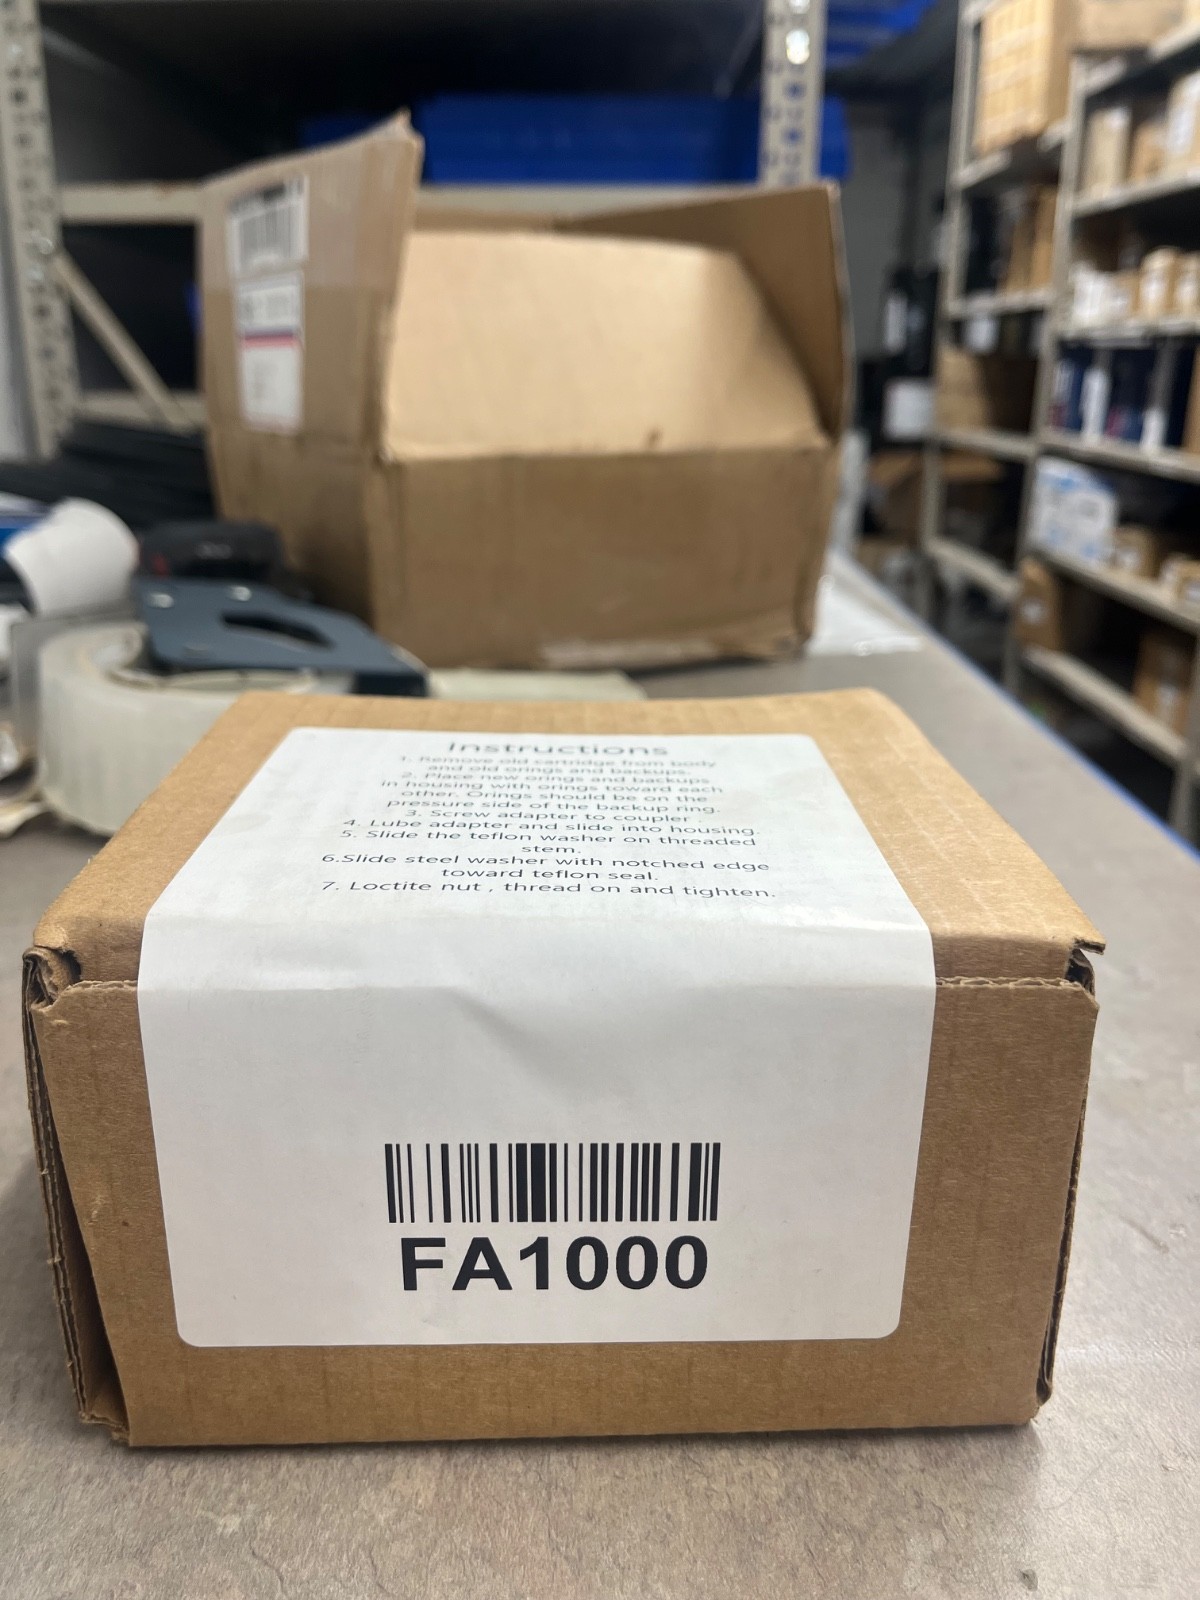 Instructions
1. Remove old cartridge from body
and old orings and backups.
2. Place new orings and backups
in housing with orings toward each
other. Orings should be on the
pressure side of the backup ring.
3. Screw adapter to coupler .
4. Lube adapter and slide into housing.
5. Slide the teflon washer on threaded
stem.
6.Slide steel washer with notched edge
toward teflon seal.
7. Loctite nut , thread on and tighten.
FA1000